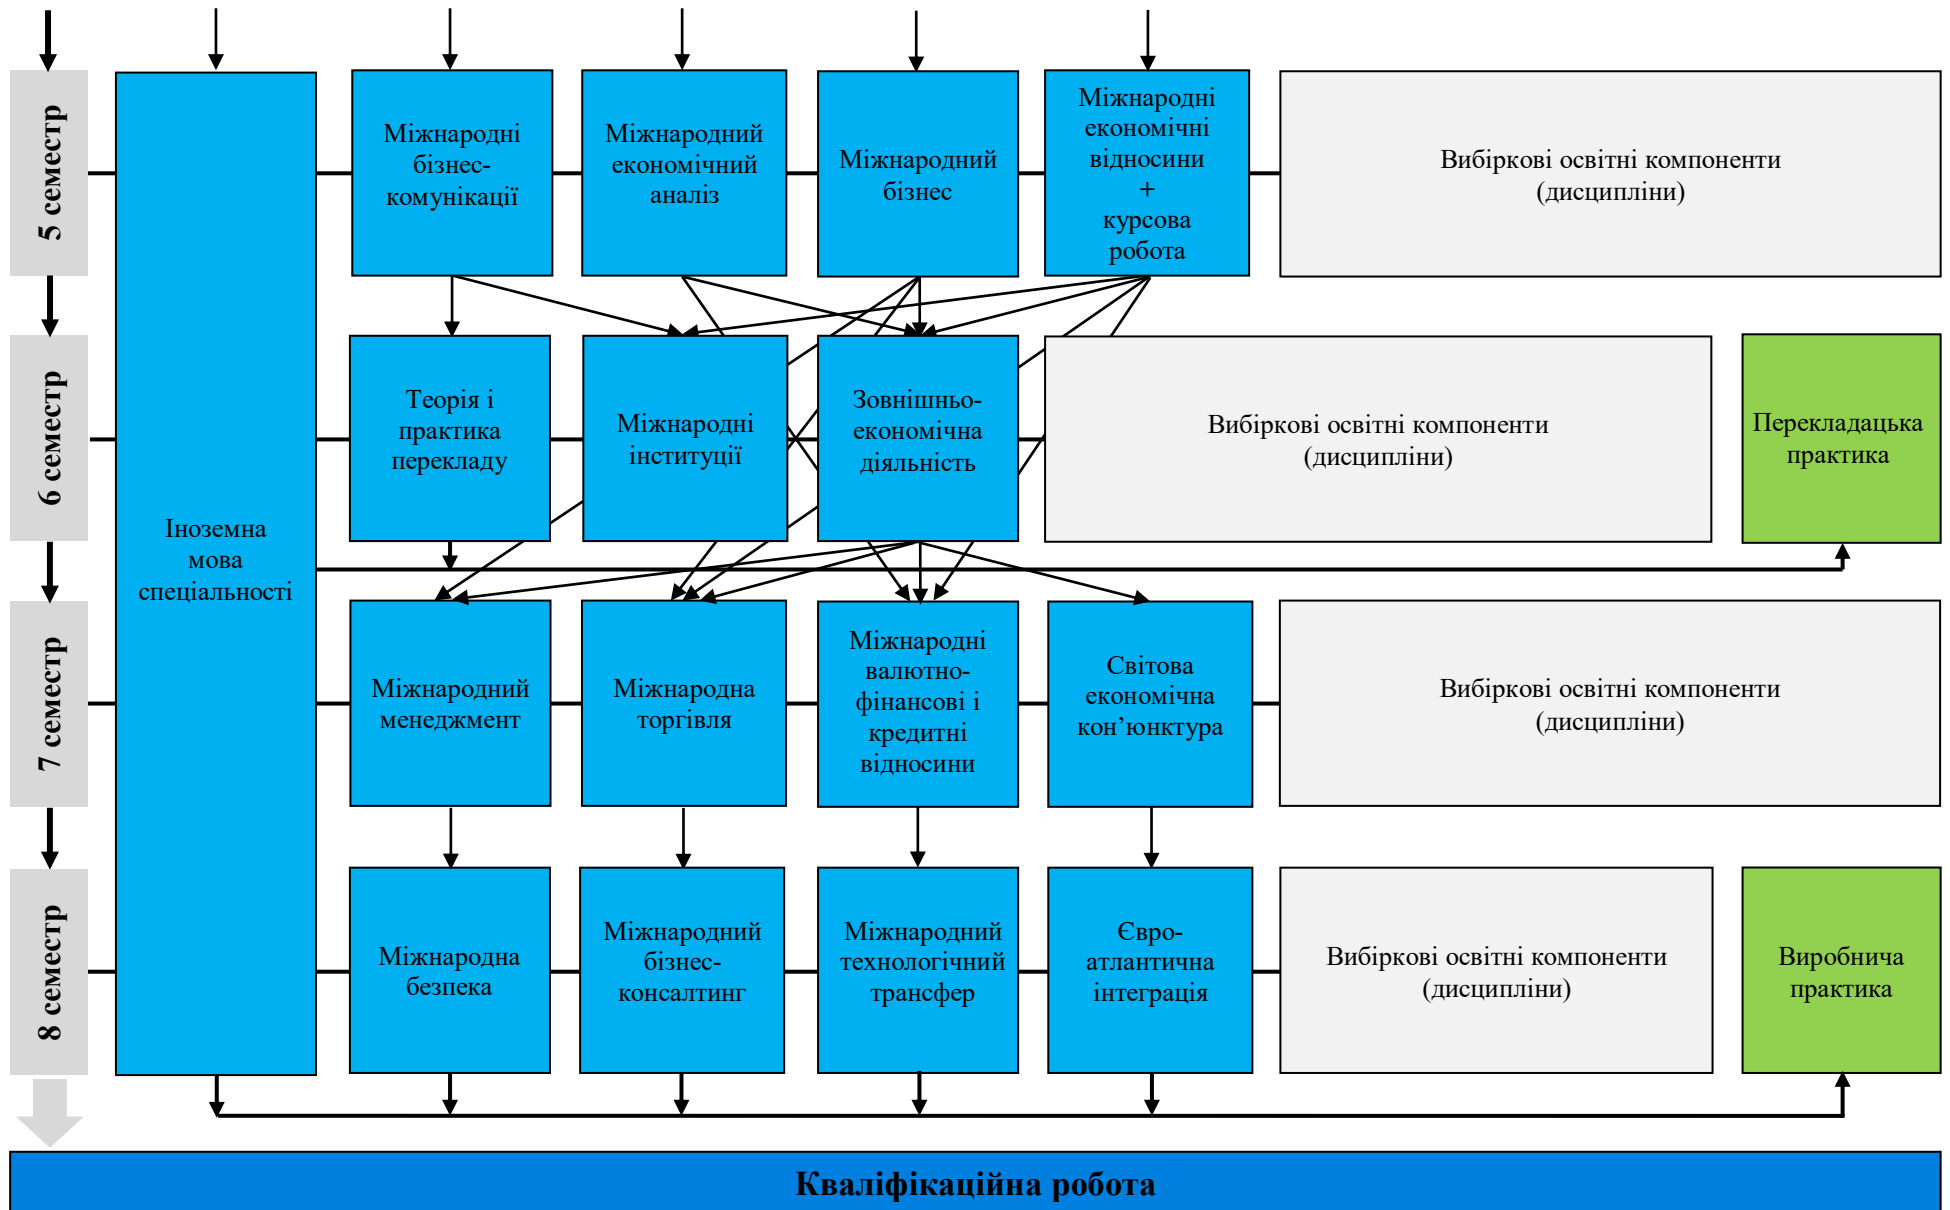 5 семестр
Міжнародні
бізнес-
комунікації
Міжнародний
економічний
аналіз
Міжнародний
бізнес
Міжнародні
економічні
відносини
+
курсова
робота
Вибіркові освітні компоненти
(дисципліни)
6 семестр
Іноземна
мова
спеціальності
Теорія і
практика
перекладу
Міжнародні
інституції
Зовнішньо-
економічна
діяльність
Вибіркові освітні компоненти
(дисципліни)
Перекладацька
практика
7 семестр
Міжнародний
менеджмент
Міжнародна
торгівля
Міжнародні
валютно-
фінансові і
кредитні
відносини
Світова
економічна
кон’юнктура
Вибіркові освітні компоненти
(дисципліни)
8 семестр
Міжнародна
безпека
Міжнародний
бізнес-
консалтинг
Міжнародний
технологічний
трансфер
Євро-
атлантична
інтеграція
Вибіркові освітні компоненти
(дисципліни)
Виробнича
практика
Кваліфікаційна робота